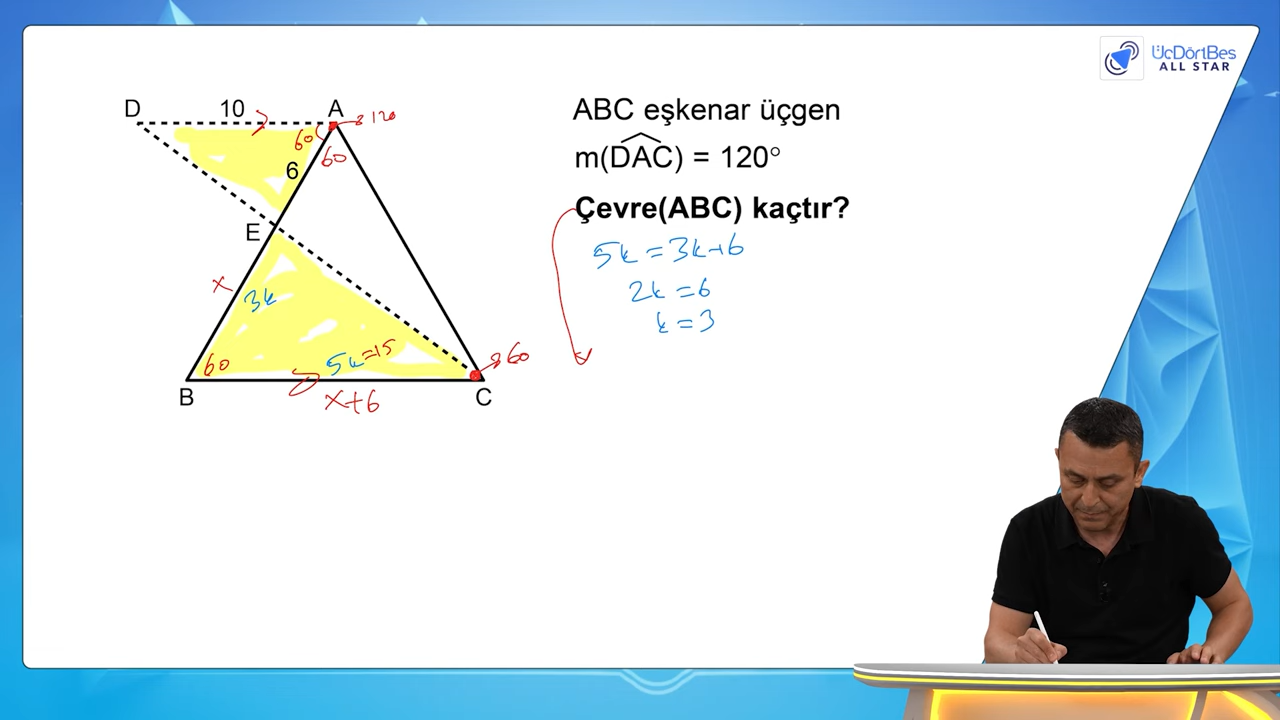 ÜçDörtBes
ALL STAR
D 10 A
120
60
60
6
E
x
3k
60
5k=15
60
B
x+6
C
ABC eşkenar üçgen
m(DAC) = 120°
Çevre(ABC) kaçtır?
5k=3k+6
2k=6
k=3